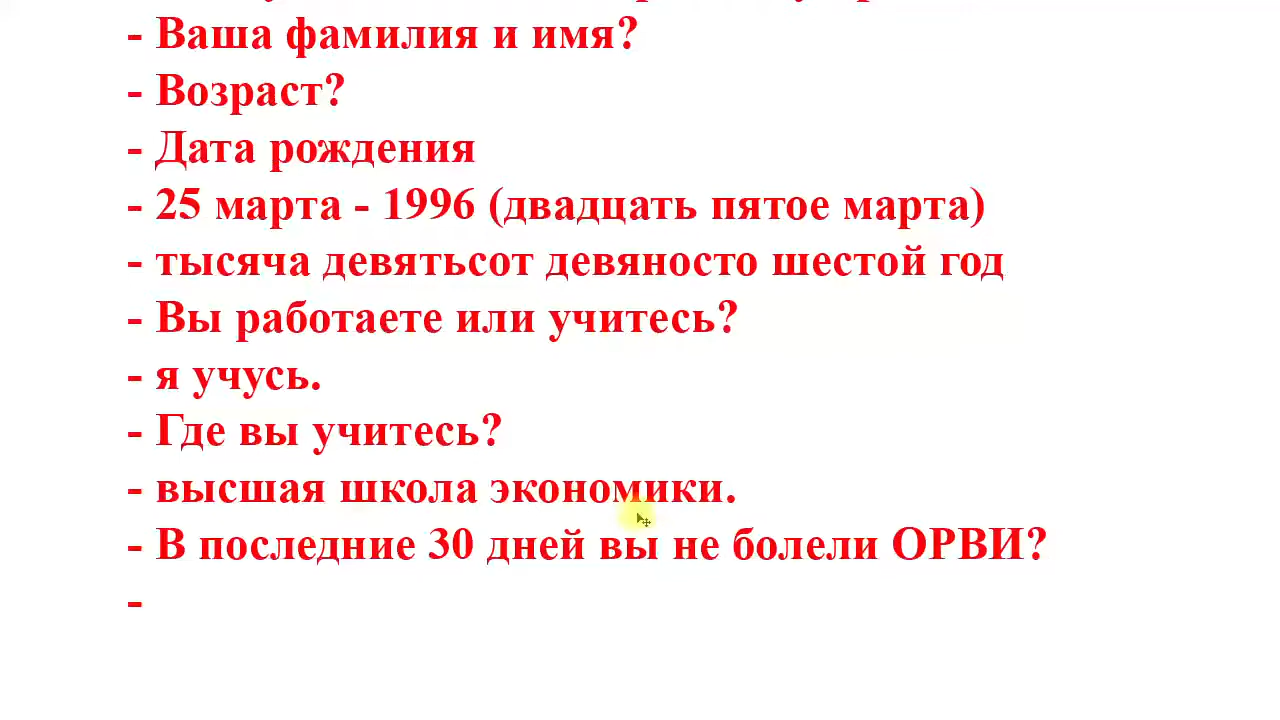 - Ваша фамилия и имя?
- Возраст?
- Дата рождения
- 25 марта - 1996 (двадцать пятое марта)
- тысяча девятьсот девяносто шестой год
- Вы работаете или учитесь?
- я учусь.
- Где вы учитесь?
- высшая школа экономики.
- В последние 30 дней вы не болели ОРВИ?
-